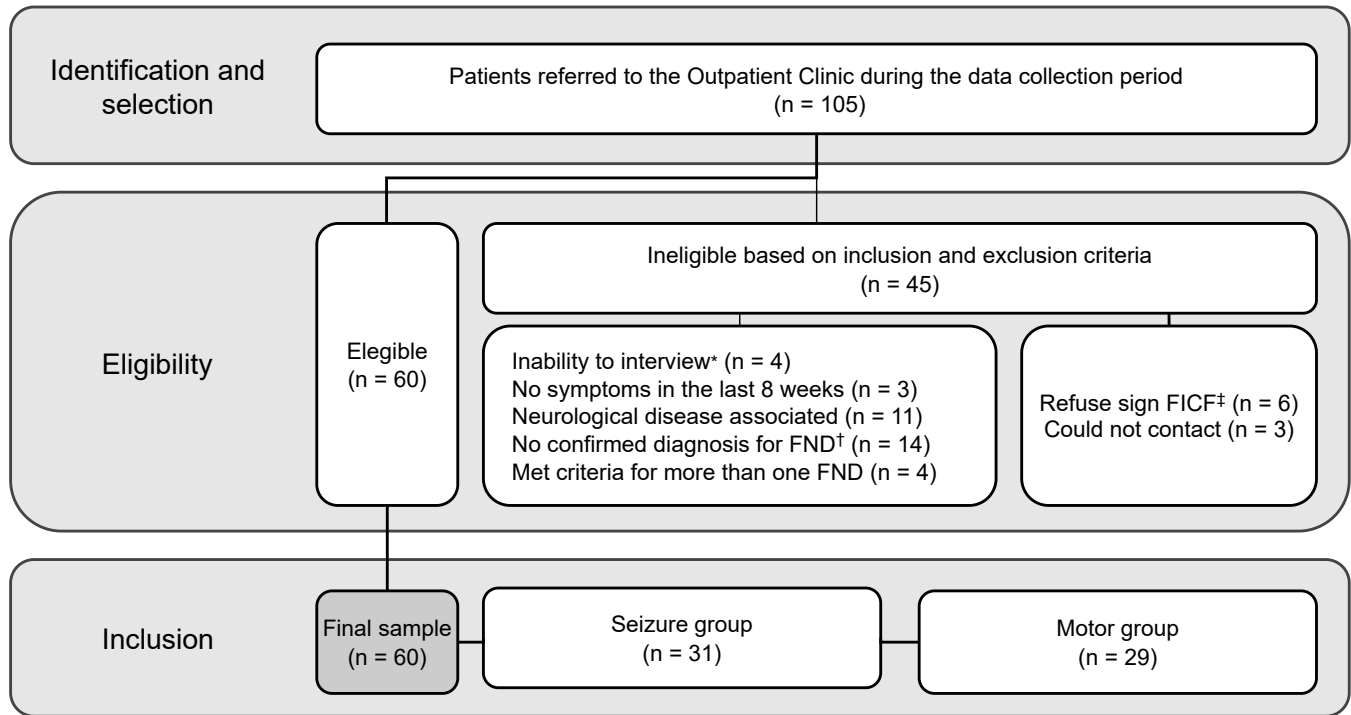 Identification and
selection
Patients referred to the Outpatient Clinic during the data collection period
(n = 105)
Eligibility
Elegible
(n = 60)
Ineligible based on inclusion and exclusion criteria
(n = 45)
Inability to interview* (n = 4)
No symptoms in the last 8 weeks (n = 3)
Neurological disease associated (n = 11)
No confirmed diagnosis for FND† (n = 14)
Met criteria for more than one FND (n = 4)
Refuse sign FICF‡ (n = 6)
Could not contact (n = 3)
Inclusion
Final sample
(n = 60)
Seizure group
(n = 31)
Motor group
(n = 29)